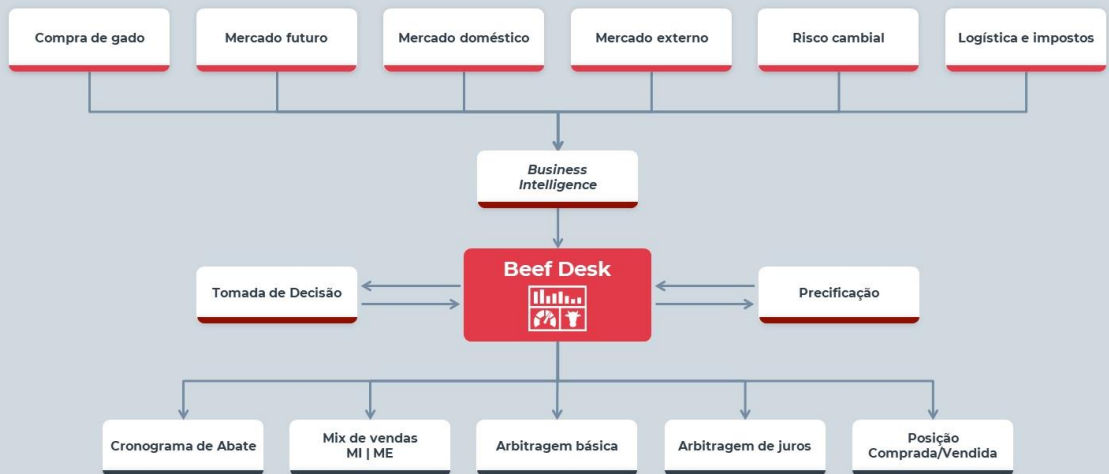 Compra de gado
Mercado futuro
Mercado doméstico
Mercado externo
Risco cambial
Logística e impostos
Business
Intelligence
Beef Desk
Tomada de Decisão
Precificação
Cronograma de Abate
Mix de vendas
MI | ME
Arbitragem básica
Arbitragem de juros
Posição
Comprada/Vendida